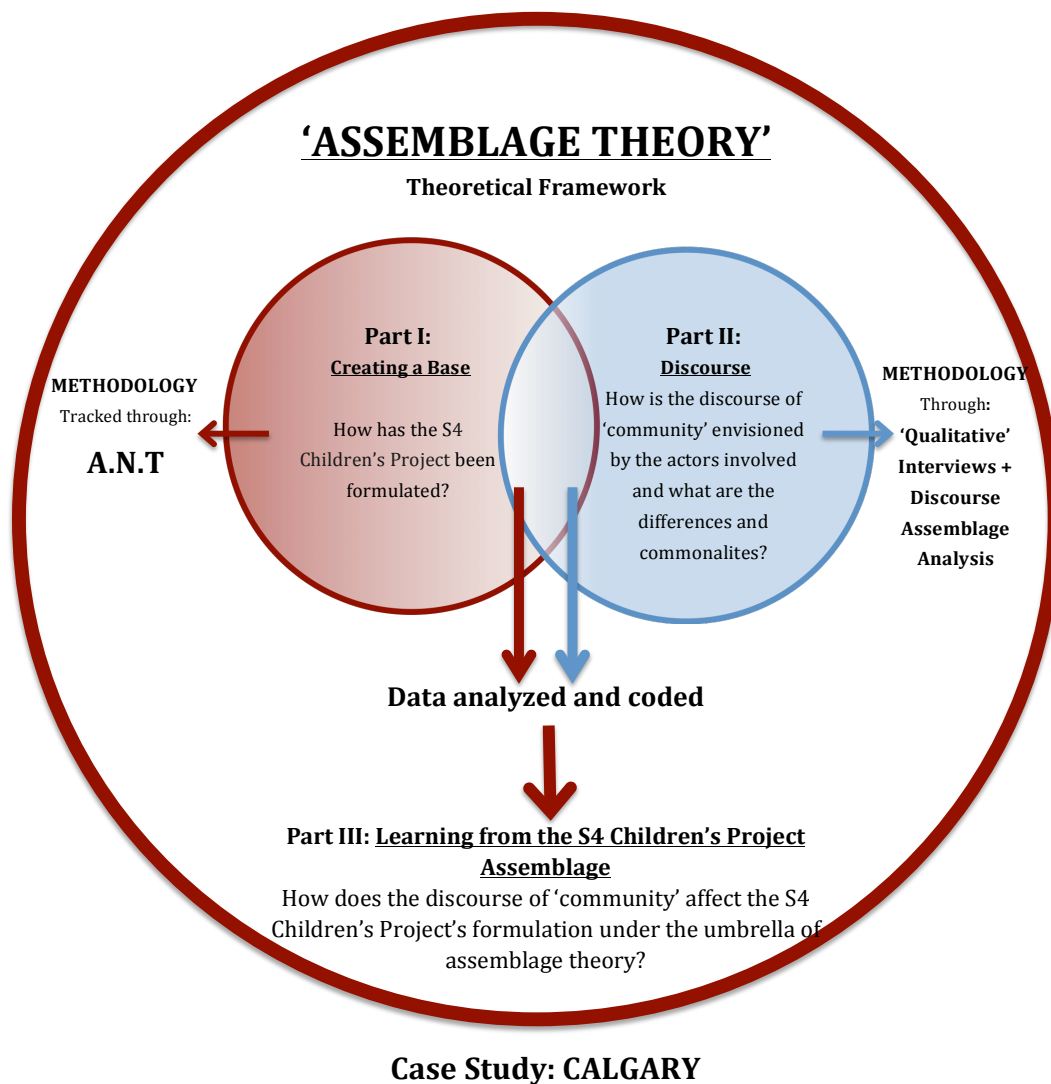 ‘ASSEMBLAGE THEORY’
Theoretical Framework
METHODOLOGY
Tracked through:
A.N.T
Part I:
Creating a Base
How has the S4
Children’s Project been
formulated?
Part II:
Discourse
How is the discourse of
‘community’ envisioned
by the actors involved
and what are the
differences and
commonalites?
METHODOLOGY
Through:
‘Qualitative’
Interviews +
Discourse
Assemblage
Analysis
Data analyzed and coded
Part III: Learning from the S4 Children’s Project
Assemblage
How does the discourse of ‘community’ affect the S4
Children’s Project’s formulation under the umbrella of
assemblage theory?
Case Study: CALGARY